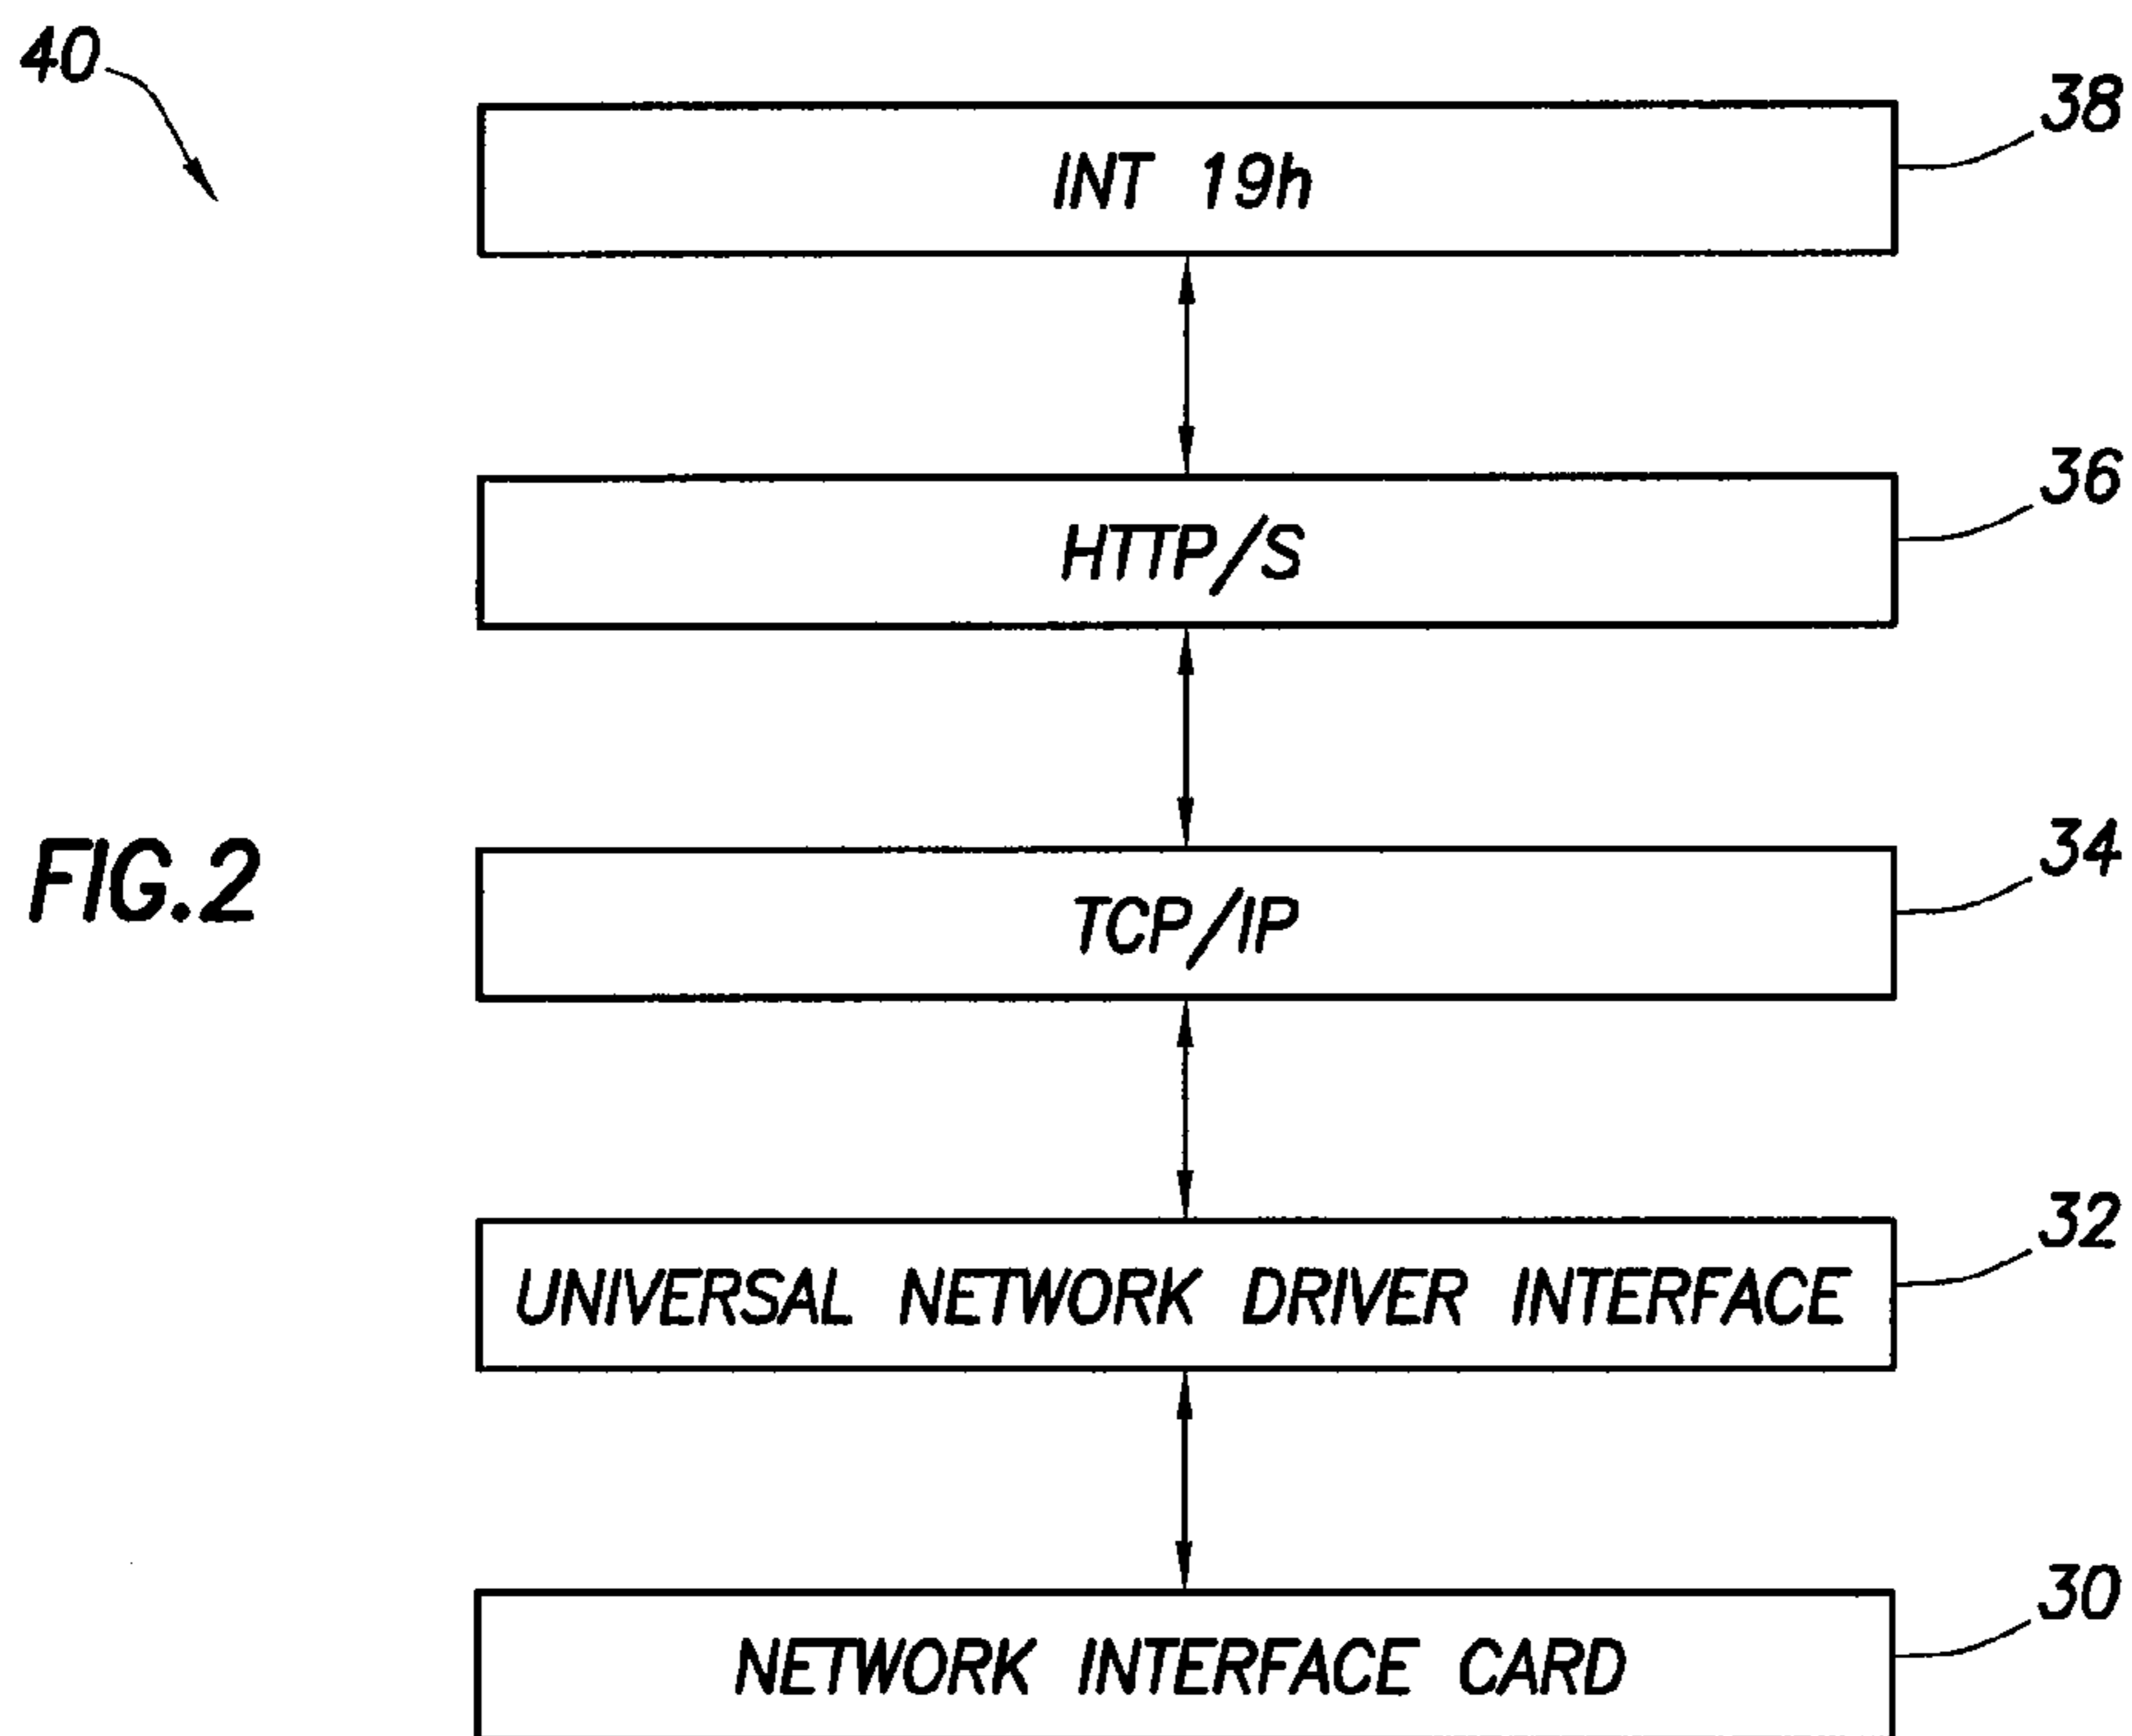 40
38
INT 19h
36
HTTP/S
34
FIG.2
TCP/IP
32
UNIVERSAL NETWORK DRIVER INTERFACE
30
NETWORK INTERFACE CARD